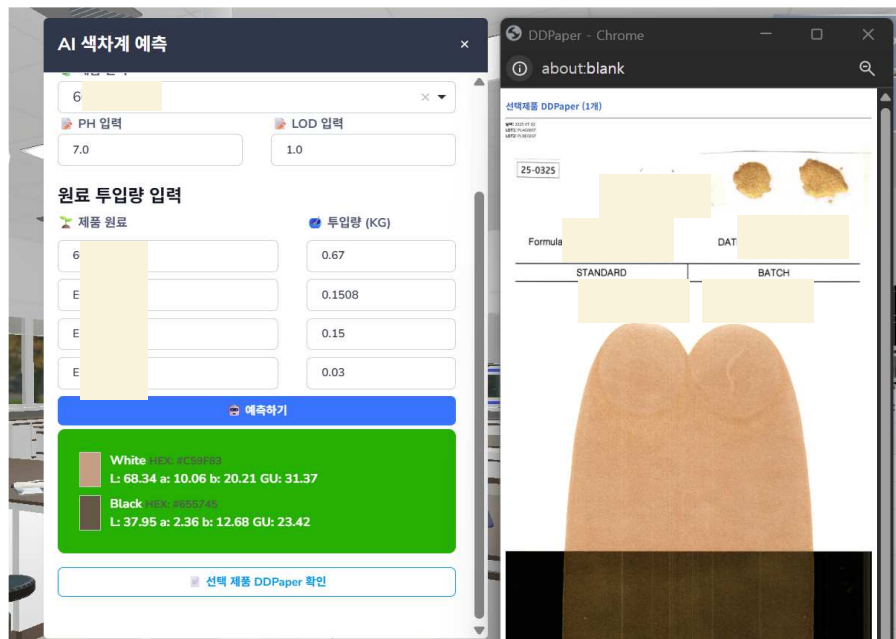 AI 색차계 예측
×
6
× ▼
PH 입력
LOD 입력
7.0
1.0
원료 투입량 입력
제품 원료
투입량 (KG)
6
0.67
E
0.1508
E
0.15
E
0.03
예측하기
White HEX: #C59F83
L: 68.34 a: 10.06 b: 20.21 GU: 31.37
Black HEX: #655745
L: 37.95 a: 2.36 b: 12.68 GU: 23.42
선택 제품 DDPaper 확인
DDPaper - Chrome
about:blank
선택제품 DDPaper (1개)
25-0325
Formula
DAT
STANDARD
BATCH